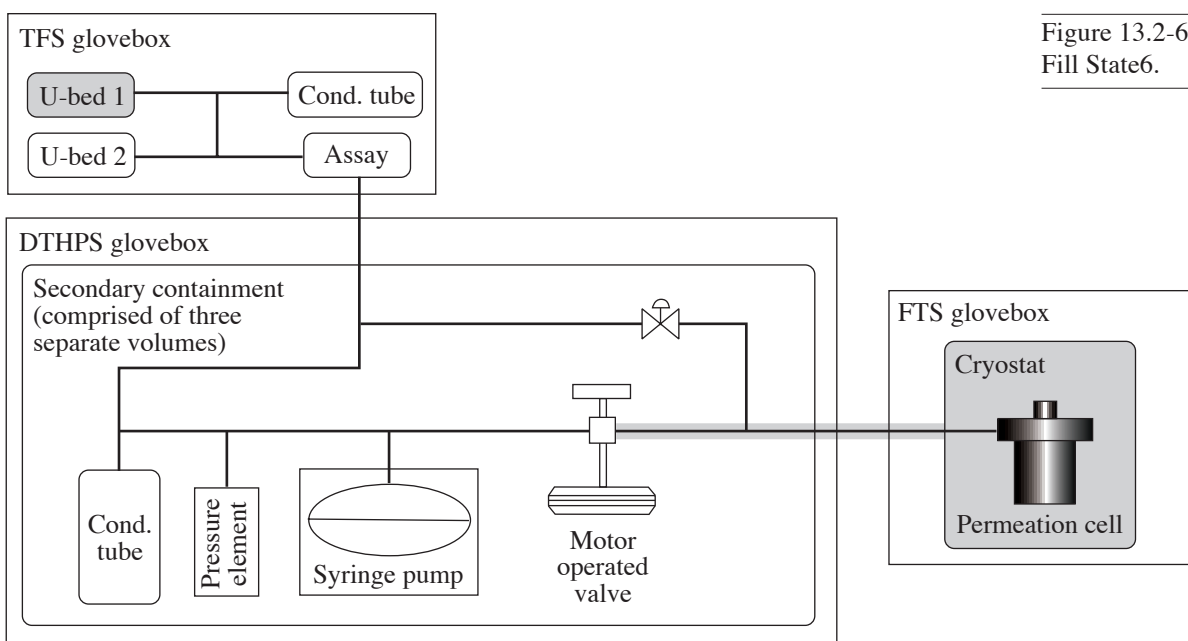 TFS glovebox
U-bed 1
Cond. tube
U-bed 2
Assay
Figure 13.2-6
Fill State6.
DTHPS glovebox
Secondary containment
(comprised of three
separate volumes)
FTS glovebox
Cryostat
Permeation cell
Cond.
tube
Pressure
element
Syringe pump
Motor
operated
valve